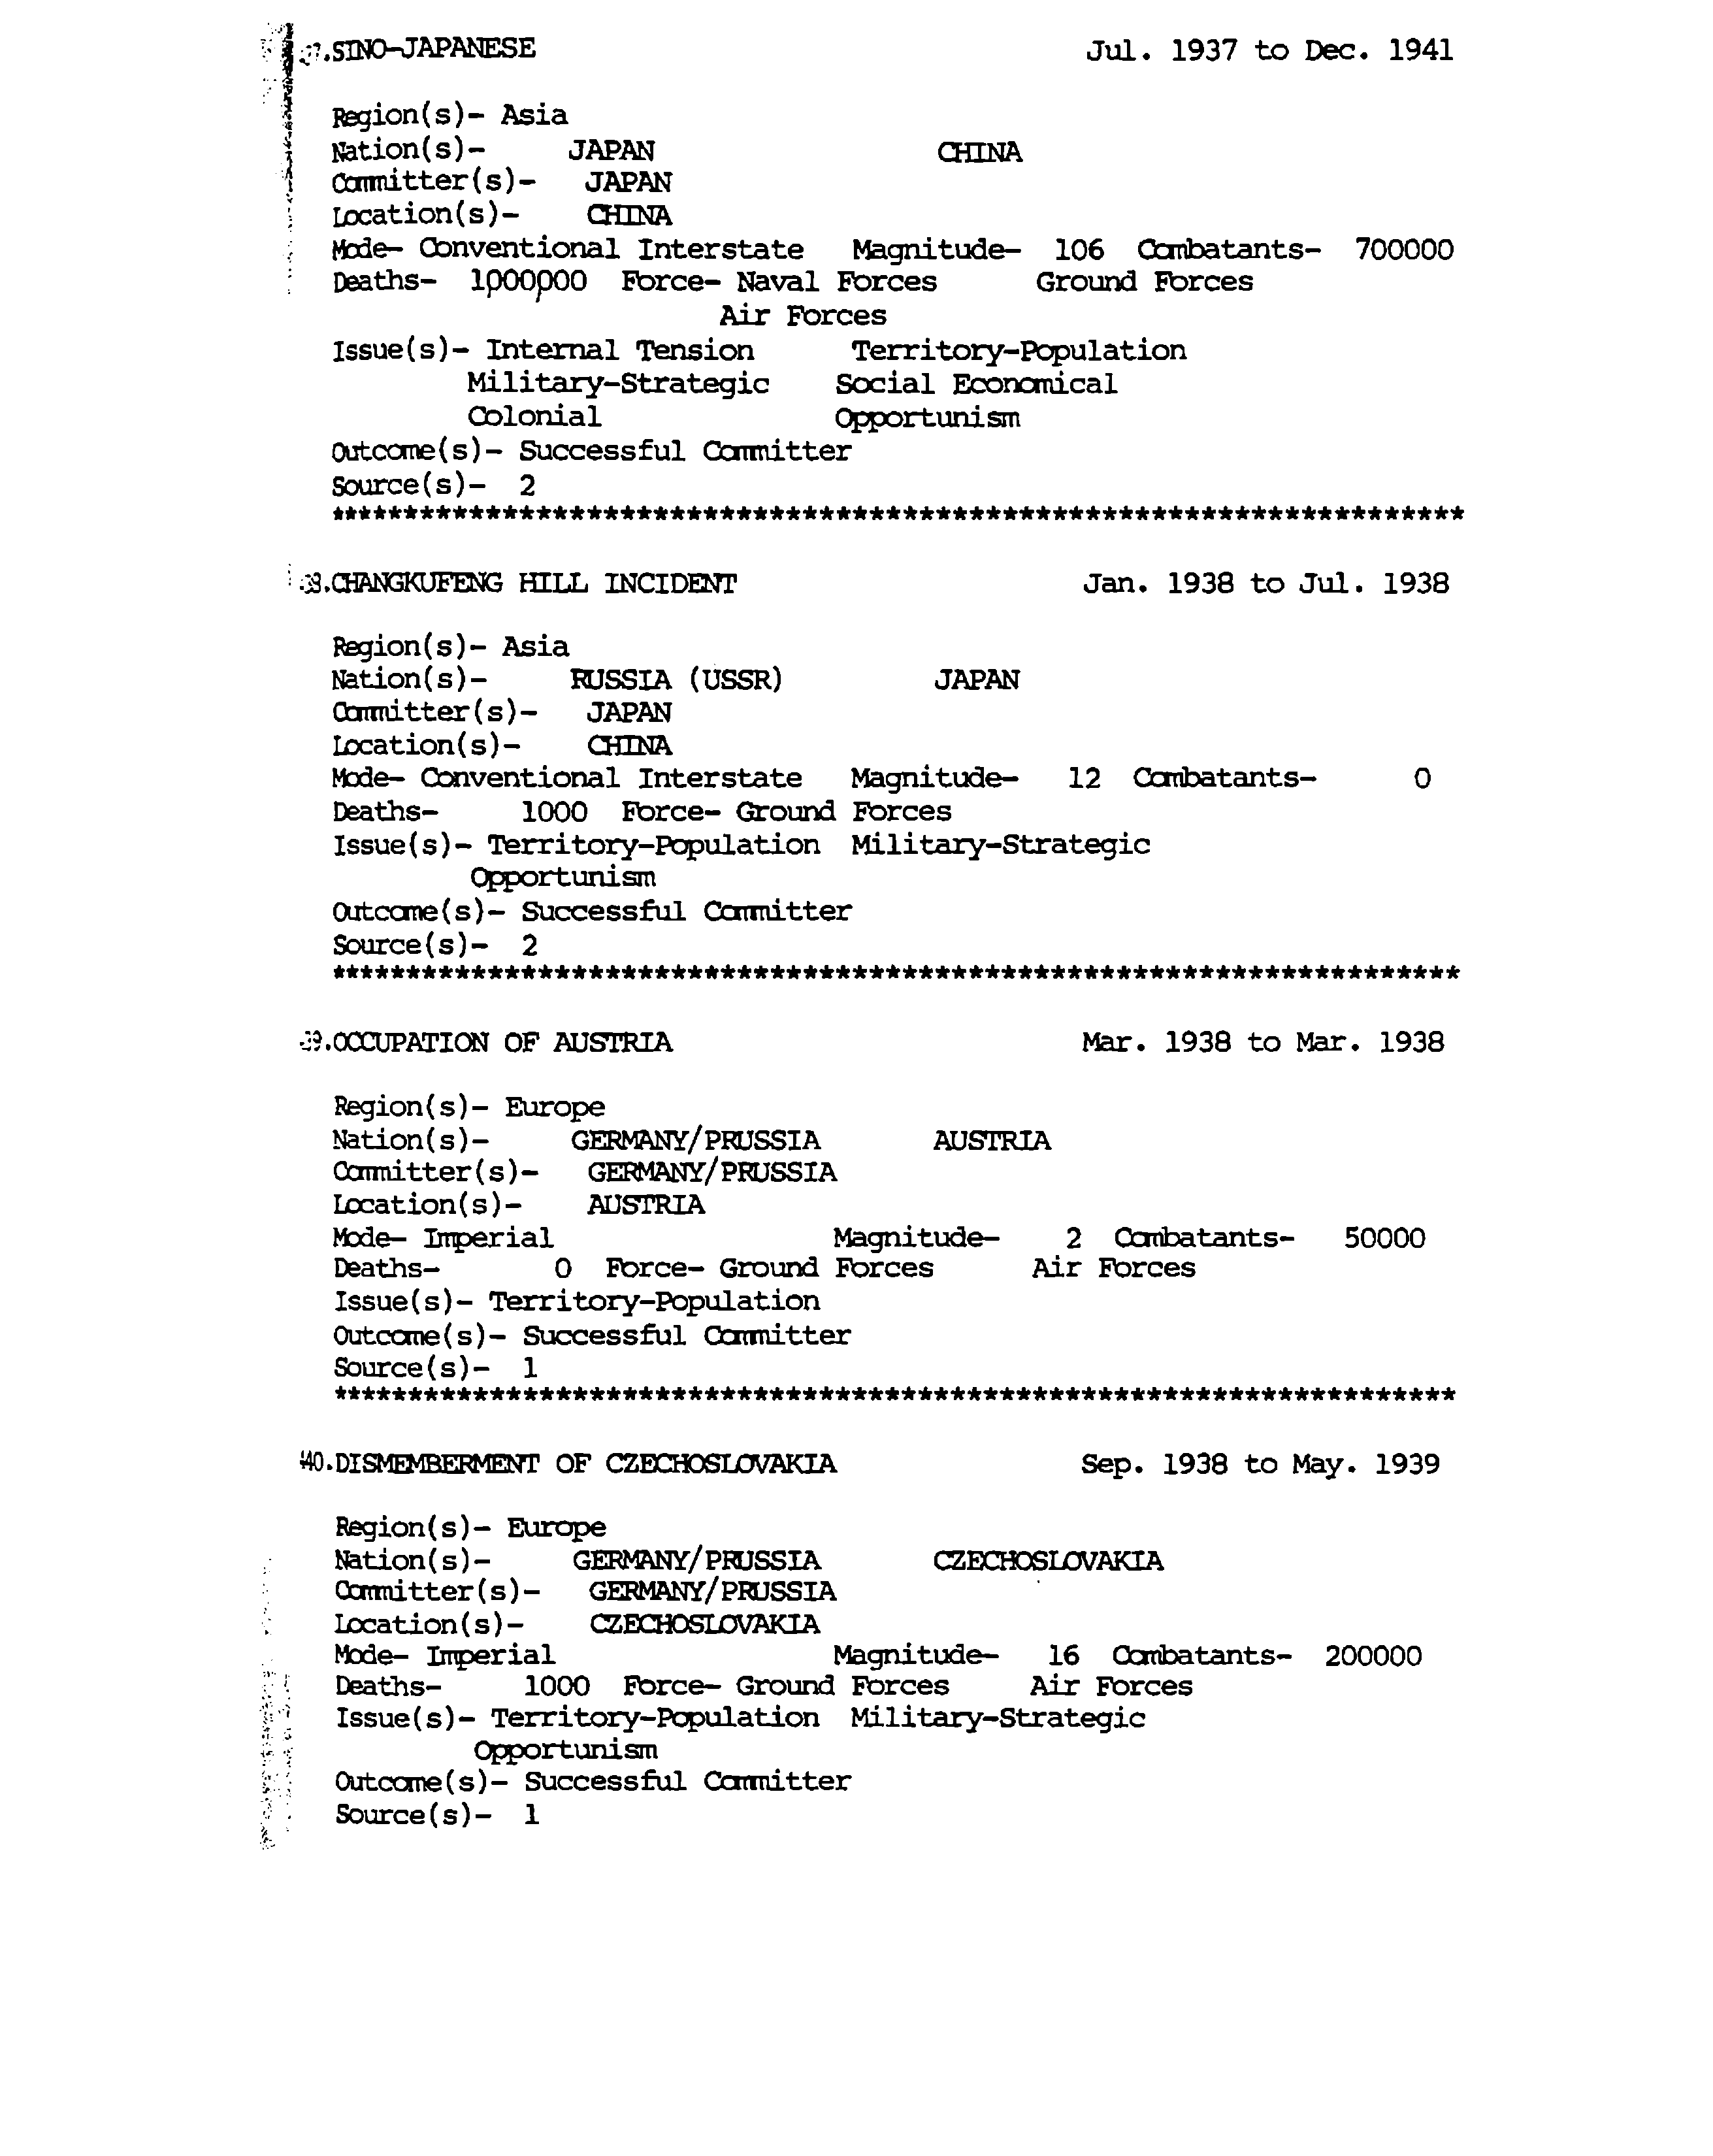 SINO-JAPANESE Jul. 1937 to Dec. 1941
Region(s)- Asia
Nation(s)- JAPAN CHINA
Committer(s)- JAPAN
Location(s)- CHINA
Mode- Conventional Interstate Magnitude- 106 Combatants- 700000
Deaths- 1,000,000 Force- Naval Forces Ground Forces
Air Forces
Issue(s)- Internal Tension Territory-Population
Military-Strategic Social Economical
Colonial Opportunism
Outcome(s)- Successful Committer
Source(s)- 2
*********************************************************************
CHANGKUFENG HILL INCIDENT Jan. 1938 to Jul. 1938
Region(s)- Asia
Nation(s)- RUSSIA (USSR) JAPAN
Committer(s)- JAPAN
Location(s)- CHINA
Mode- Conventional Interstate Magnitude- 12 Combatants- 0
Deaths- 1000 Force- Ground Forces
Issue(s)- Territory-Population Military-Strategic
Opportunism
Outcome(s)- Successful Committer
Source(s)- 2
*********************************************************************
OCCUPATION OF AUSTRIA Mar. 1938 to Mar. 1938
Region(s)- Europe
Nation(s)- GERMANY/PRUSSIA AUSTRIA
Committer(s)- GERMANY/PRUSSIA
Location(s)- AUSTRIA
Mode- Imperial Magnitude- 2 Combatants- 50000
Deaths- 0 Force- Ground Forces Air Forces
Issue(s)- Territory-Population
Outcome(s)- Successful Committer
Source(s)- 1
*********************************************************************
40.DISMEMBERMENT OF CZECHOSLOVAKIA Sep. 1938 to May. 1939
Region(s)- Europe
Nation(s)- GERMANY/PRUSSIA CZECHOSLOVAKIA
Committer(s)- GERMANY/PRUSSIA
Location(s)- CZECHOSLOVAKIA
Mode- Imperial Magnitude- 16 Combatants- 200000
Deaths- 1000 Force- Ground Forces Air Forces
Issue(s)- Territory-Population Military-Strategic
Opportunism
Outcome(s)- Successful Committer
Source(s)- 1